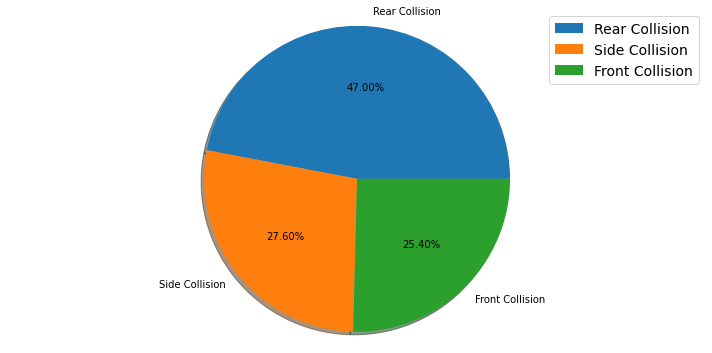 Rear Collision
Rear Collision
Side Collision
Front Collision
47.00%
27.60%
25.40%
Side Collision
Front Collision